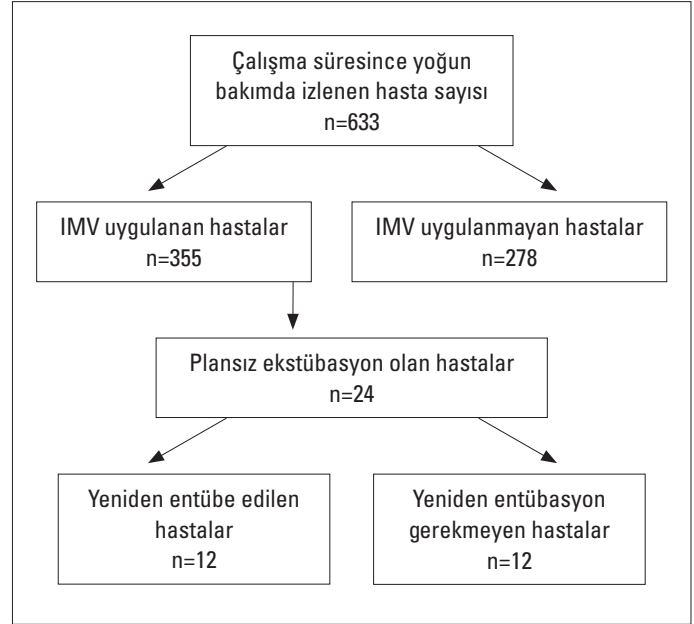 Çalışma süresince yoğun
bakımda izlenen hasta sayısı
n=633
IMV uygulanan hastalar
n=355
IMV uygulanmayan hastalar
n=278
Plansız ekstübasyon olan hastalar
n=24
Yeniden entübe edilen
hastalar
n=12
Yeniden entübasyon
gerekmeyen hastalar
n=12